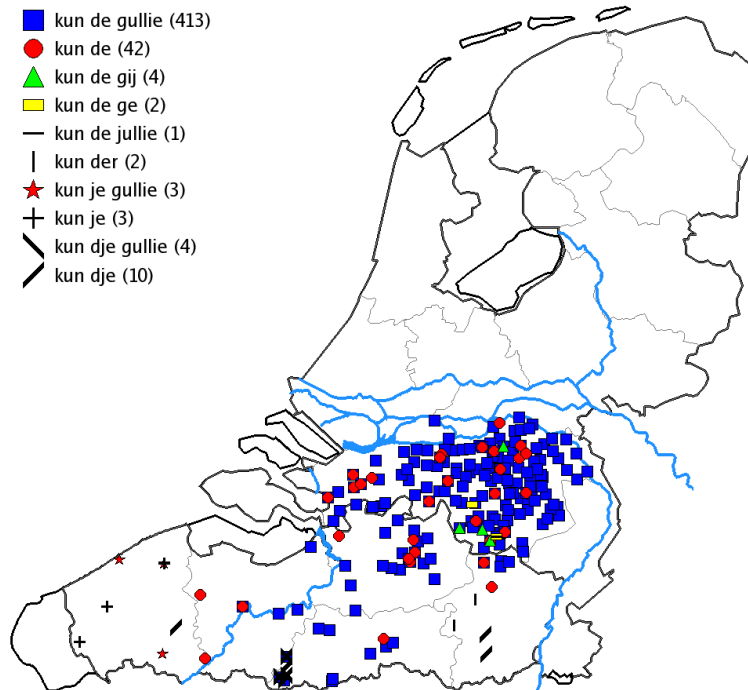 kun de gullie (413)
kun de (42)
kun de gij (4)
kun de ge (2)
kun de jullie (1)
kun der (2)
kun je gullie (3)
kun je (3)
kun dje gullie (4)
kun dje (10)